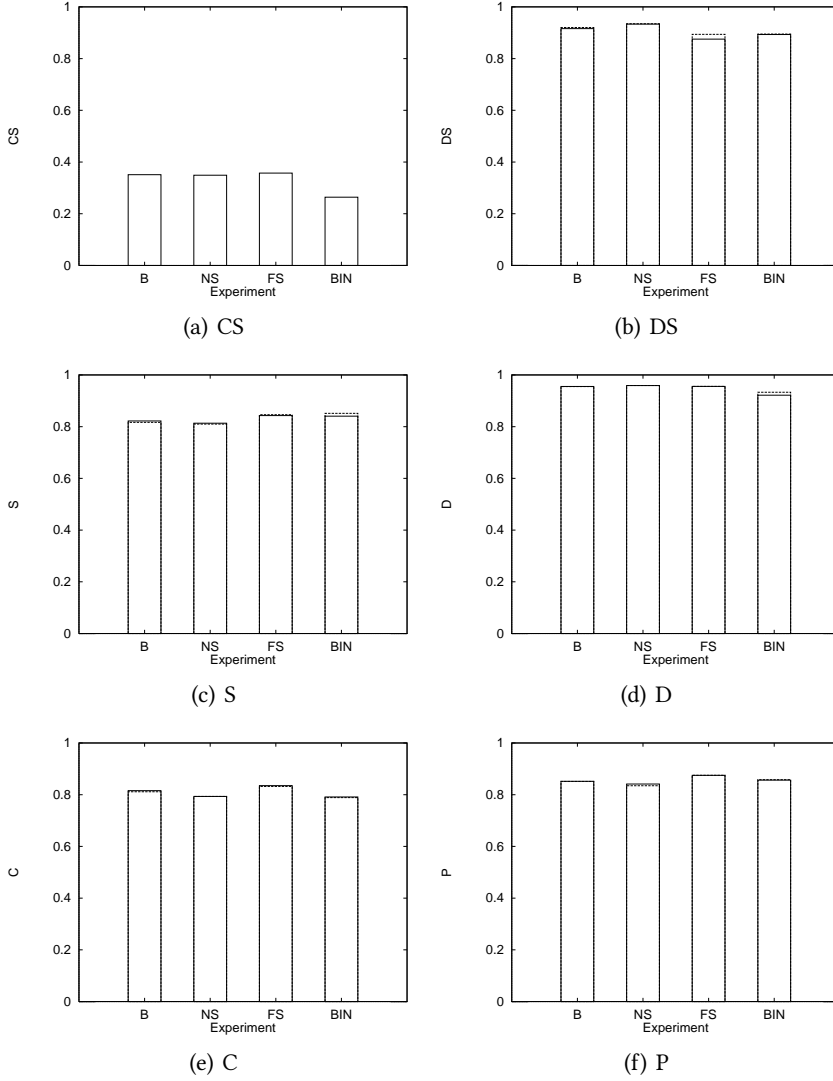 1
0.8
0.6
0.4
0.2
0
CS
B NS FS BIN
Experiment
(a) CS
1
0.8
0.6
0.4
0.2
0
DS
B NS FS BIN
Experiment
(b) DS
1
0.8
0.6
0.4
0.2
0
S
B NS FS BIN
Experiment
(c) S
1
0.8
0.6
0.4
0.2
0
D
B NS FS BIN
Experiment
(d) D
1
0.8
0.6
0.4
0.2
0
C
B NS FS BIN
Experiment
(e) C
1
0.8
0.6
0.4
0.2
0
P
B NS FS BIN
Experiment
(f) P